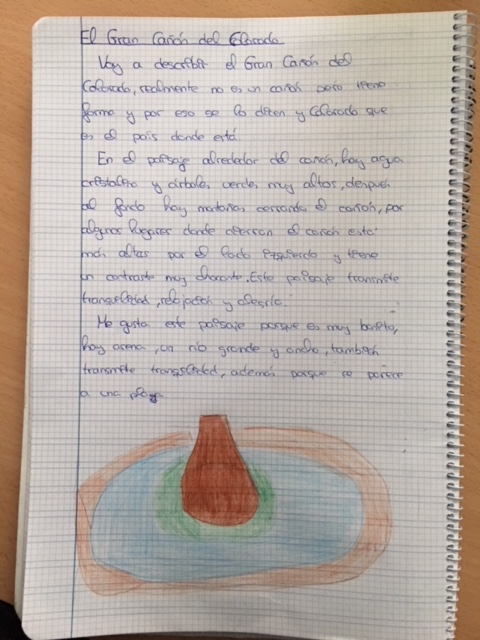 El Gran Cañón del Colorado
Voy a describir el Gran Cañón del
Colorado, realmente no es un cañón pero tiene
forma y por eso se lo dicen y Colorado que
es el país donde está.
En el paisaje alrededor del cañón, hay agua
cristalina y árboles verdes muy altos, después
al fondo hay montañas cerrando el cañón, por
algunos lugares donde cierran el cañón esta
más altas por el lado izquierdo y tiene
un contraste muy chocante. Este paisaje transmite
tranquilidad, relajación y alegría.
Me gusta este paisaje porque es muy bonito,
hay arena, un río grande y ancho, también
transmite tranquilidad, además porque se parece
a una playa